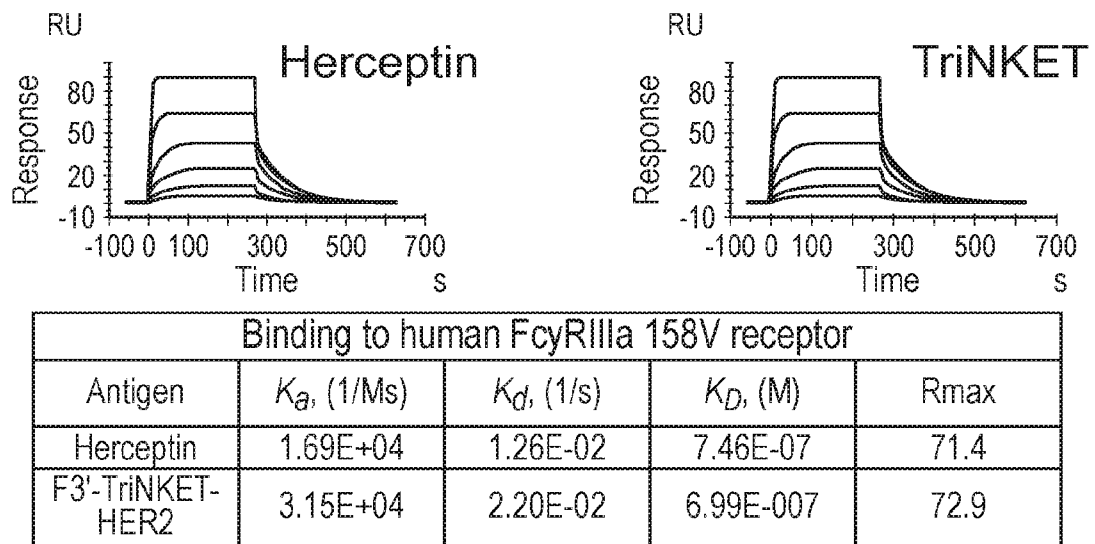 RU
Herceptin
Response
80
50
20
-10
-100 0 100 300 500 700
Time s
RU
TriNKET
Response
80
50
20
-10
-100 0 100 300 500 700
Time s
Binding to human FcyRIIIa 158V receptor
Antigen Ka, (1/Ms) Kd, (1/s) KD, (M) Rmax
Herceptin 1.69E+04 1.26E-02 7.46E-07 71.4
F3'-TriNKET-
HER2 3.15E+04 2.20E-02 6.99E-007 72.9